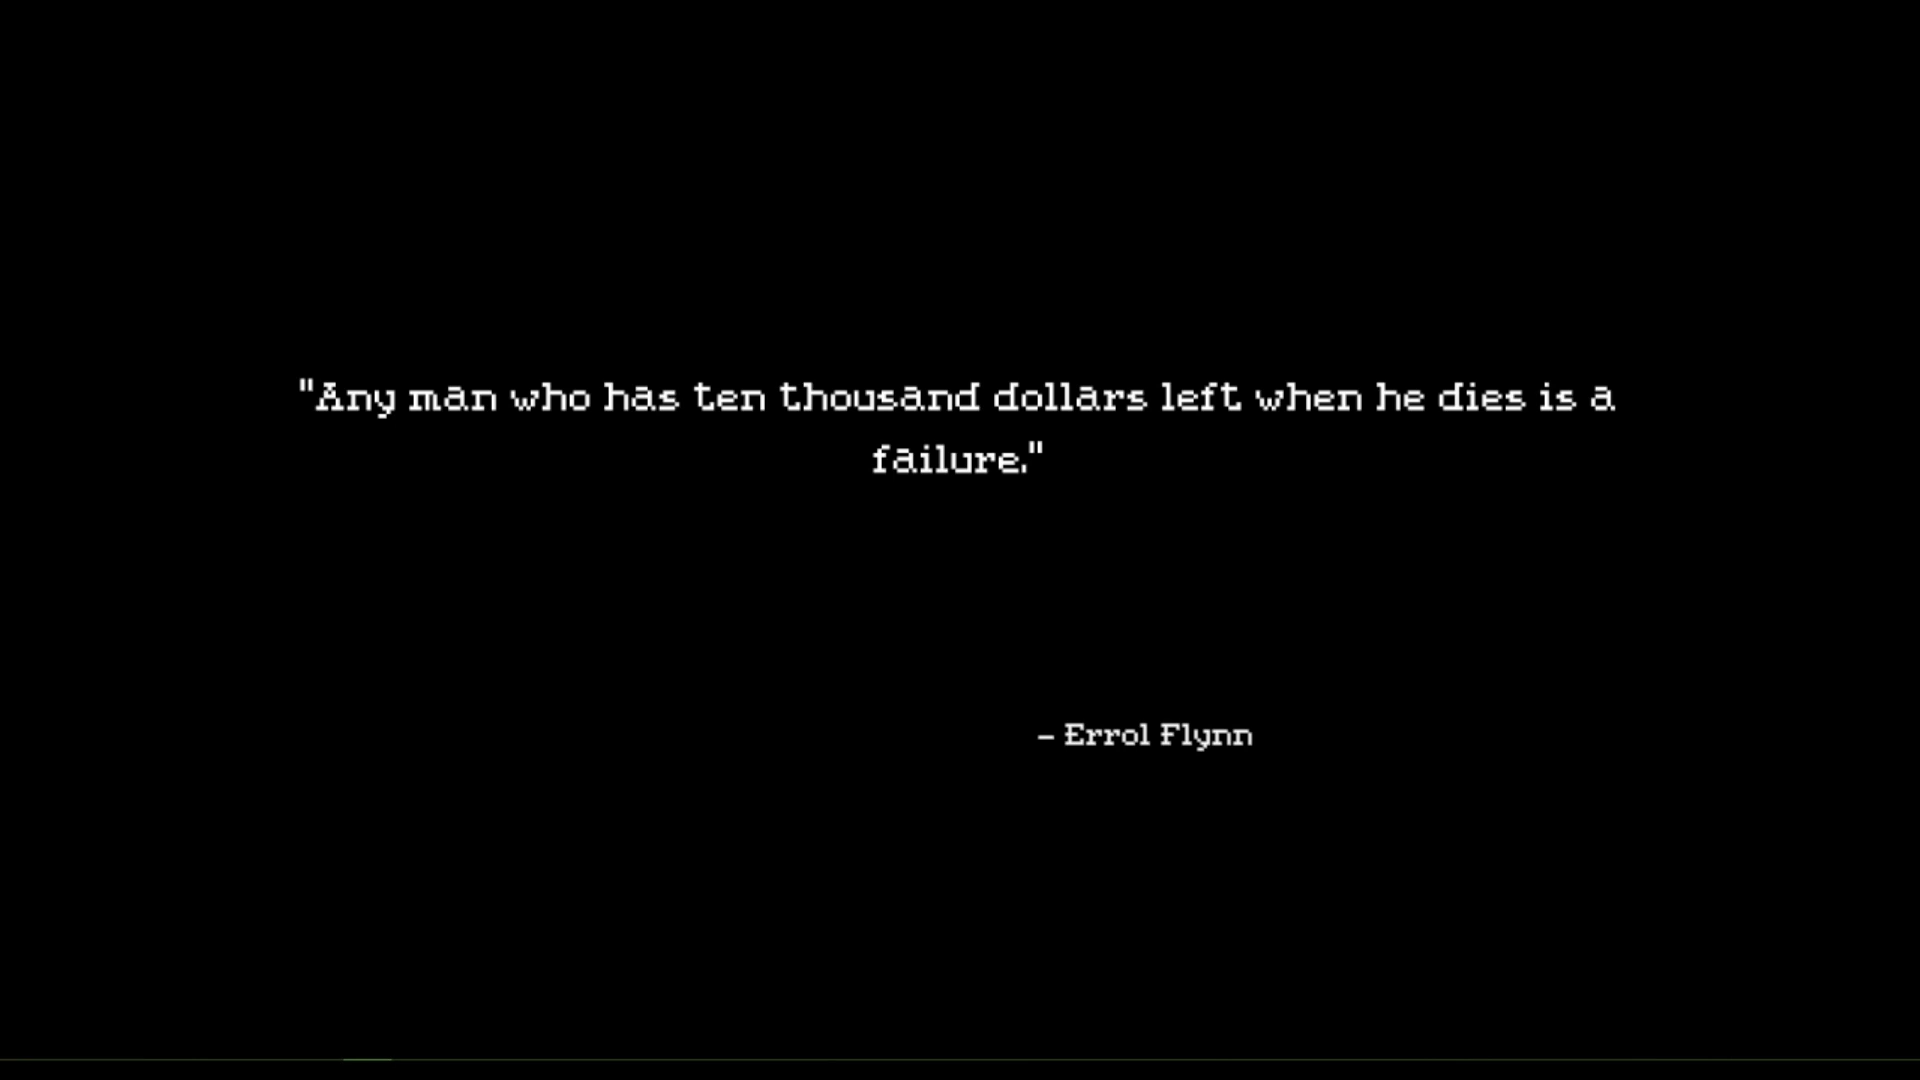 "Any man who has ten thousand dollars left when he dies is a
failure."
– Errol Flynn